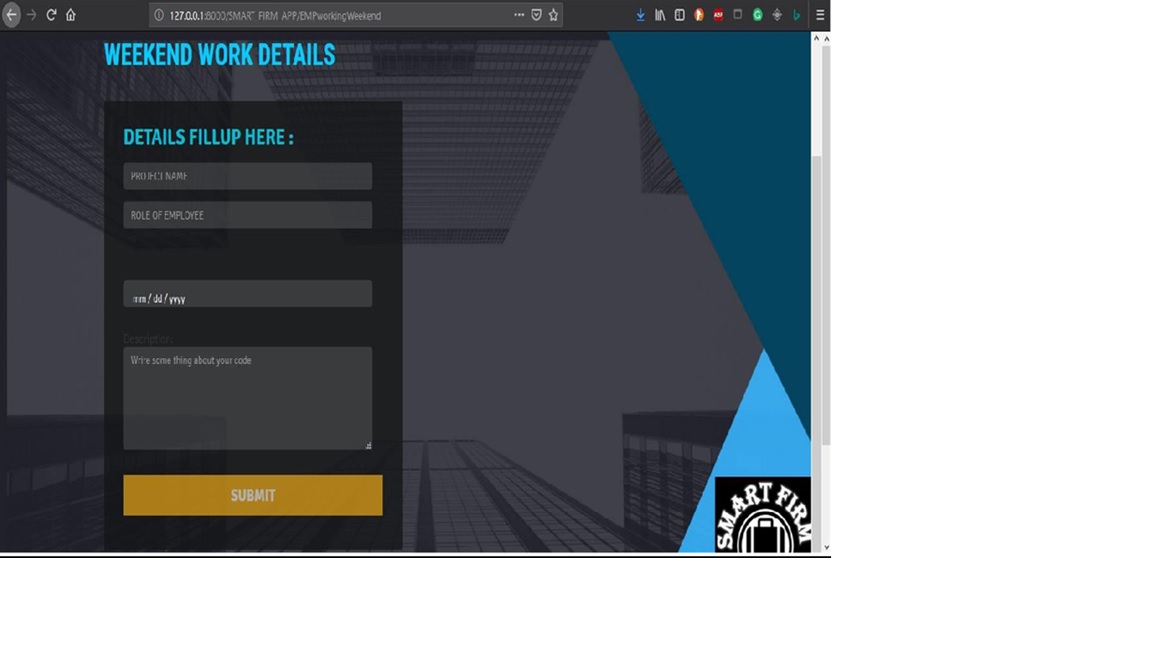 127.0.0.1:8000/SMART_FIRM_APP/EMPworkingWeekend
ABP
WEEKEND WORK DETAILS
DETAILS FILLUP HERE :
PROJECT NAME
ROLE OF EMPLOYEE
mm / dd / yyyy
Description:
Write some thing about your code
SUBMIT
SMART FIRM